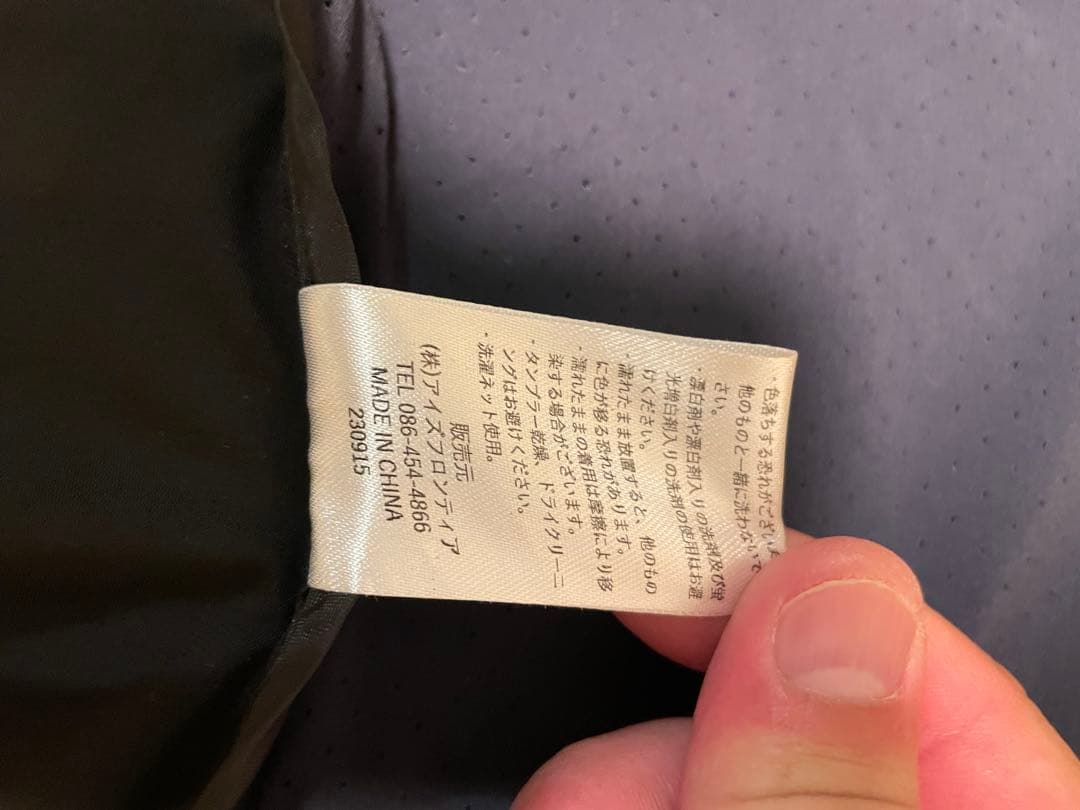 ・色落ちする恐れがござい
他のものと一緒に洗わないで
さい。
・漂白剤や漂白剤入りの洗剤及び蛍
光増白剤入りの洗剤の使用はお避
けください。
・濡れたまま放置すると、他のもの
に色が移る恐れがあります。
・濡れたままの着用は摩擦により移
染する場合がございます。
・タンブラー乾燥、ドライクリーニ
ングはお避けください。
・洗濯ネット使用。
販売元
(株)アイズフロンティア
TEL 086-454-4866
MADE IN CHINA
230915